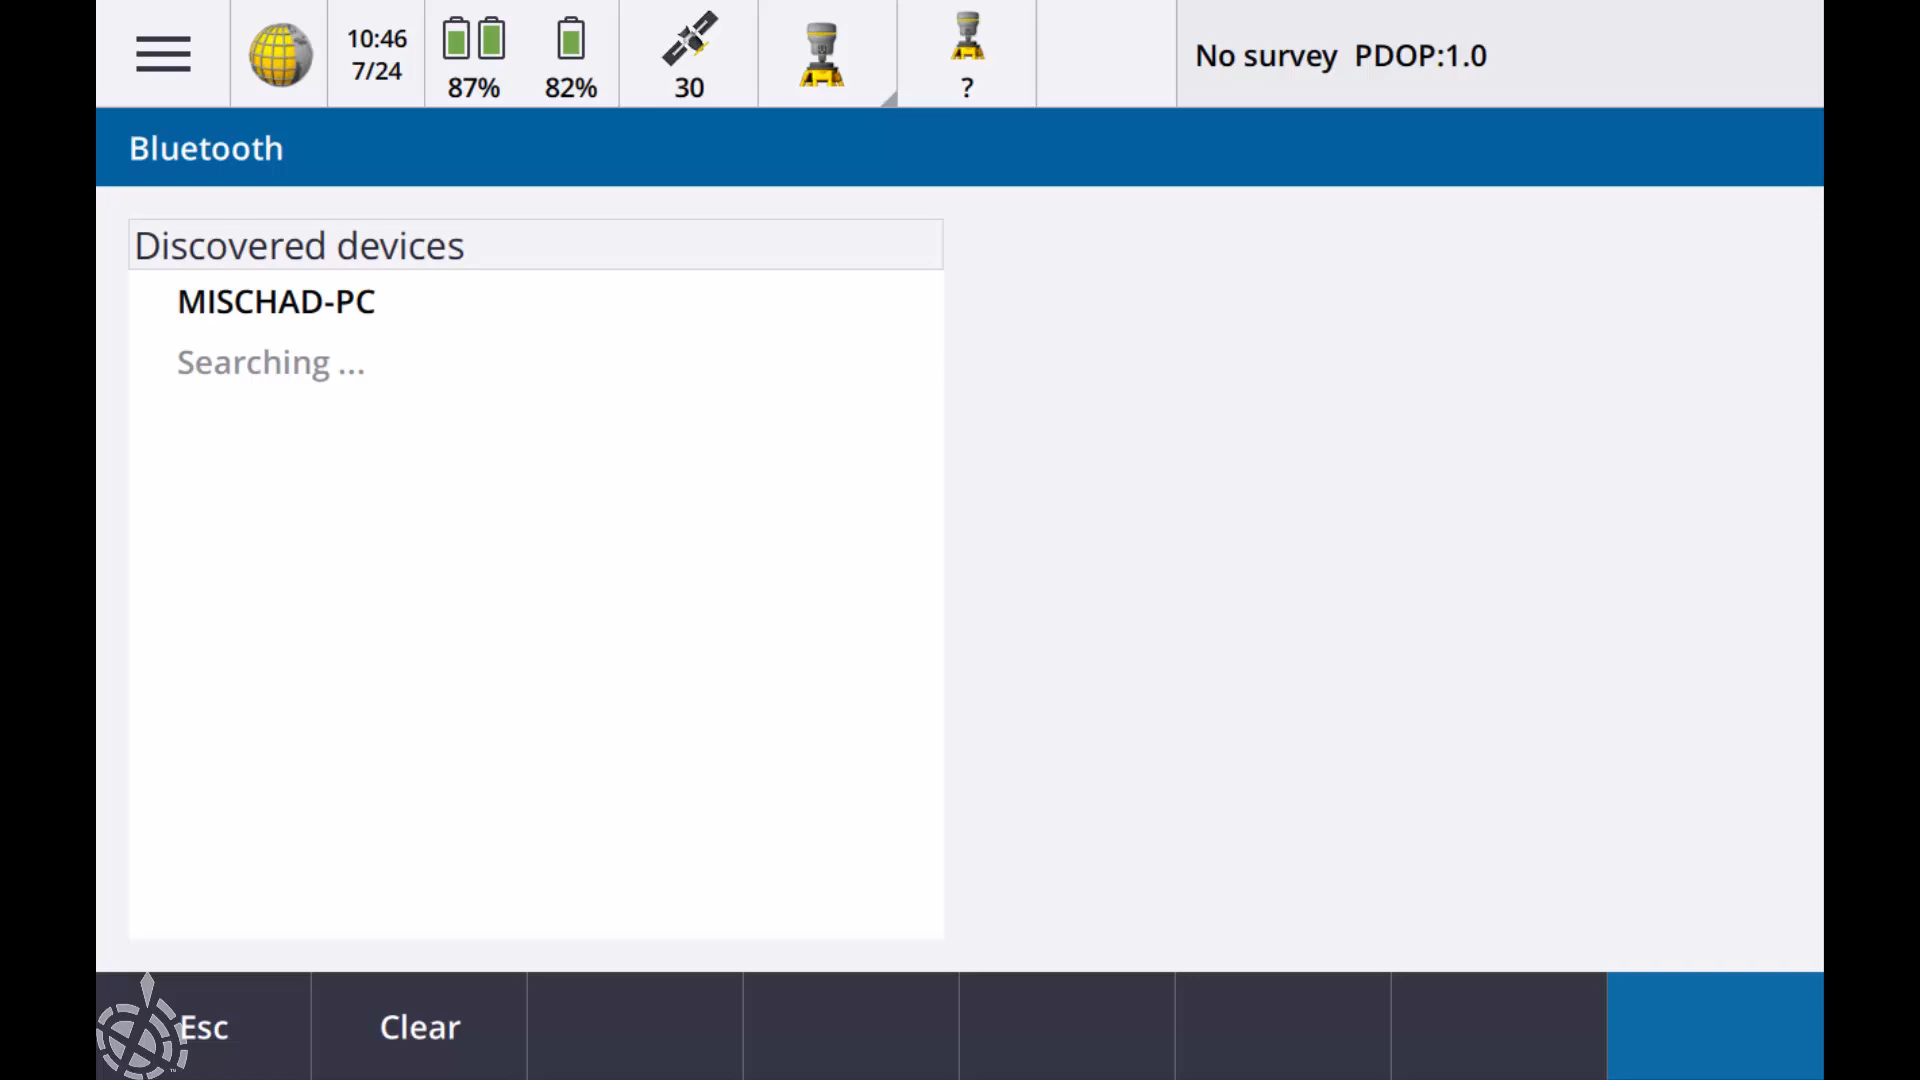 10:46
7/24
87%
82%
30
?
No survey PDOP:1.0
Bluetooth
Discovered devices
MISCHAD-PC
Searching ...
Esc
Clear